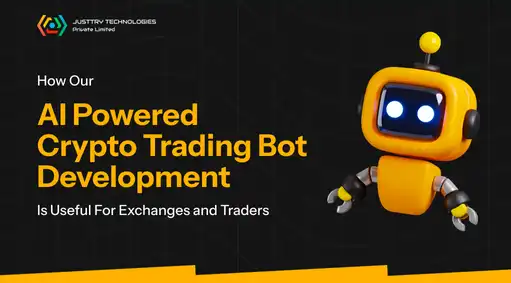 JUSTTRY TECHNOLOGIES
Private Limited
How Our
AI Powered
Crypto Trading Bot
Development
Is Useful For Exchanges and Traders